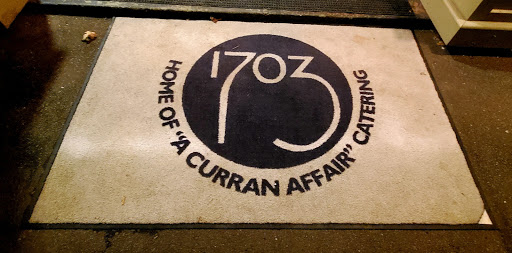 1703
HOME OF "A CURRAN AFFAIR" CATERING